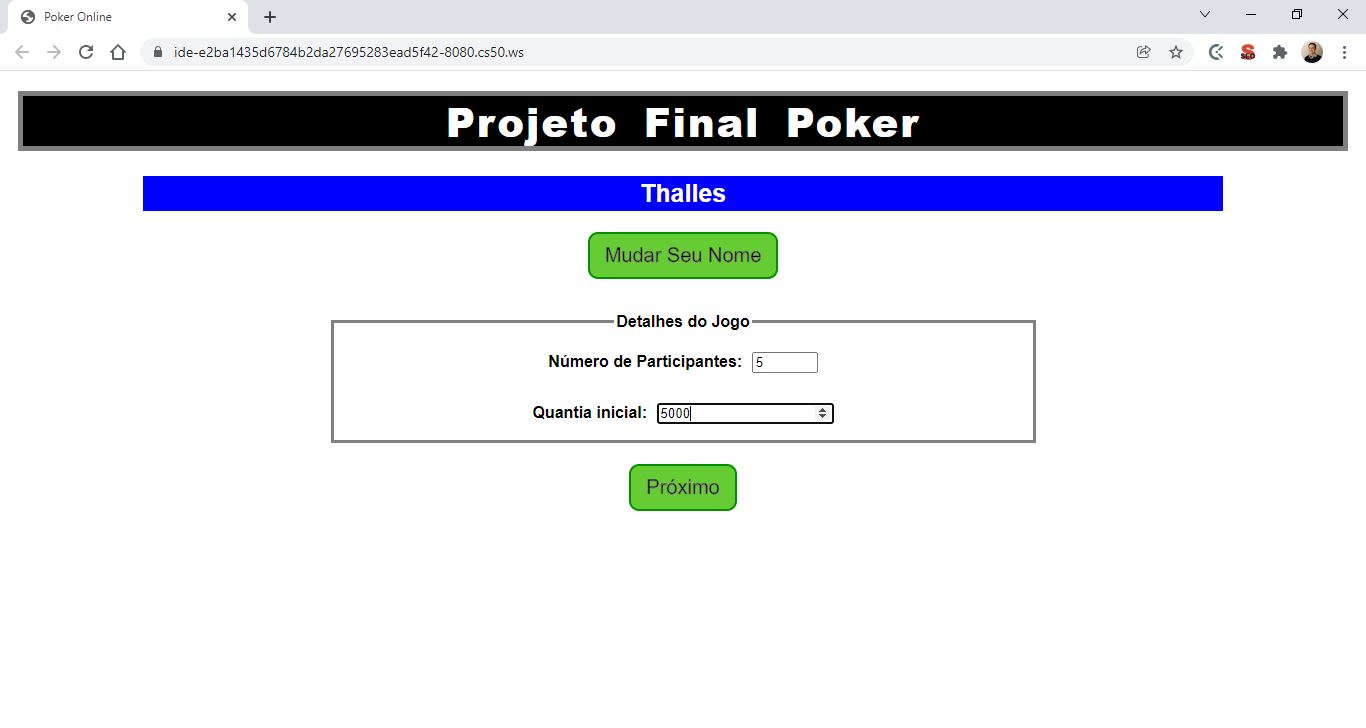 Poker Online
ide-e2ba1435d6784b2da27695283ead5f42-8080.cs50.ws
SEO
Projeto Final Poker
Thalles
Mudar Seu Nome
Detalhes do Jogo
Número de Participantes: 5
Quantia inicial: 5000
Próximo